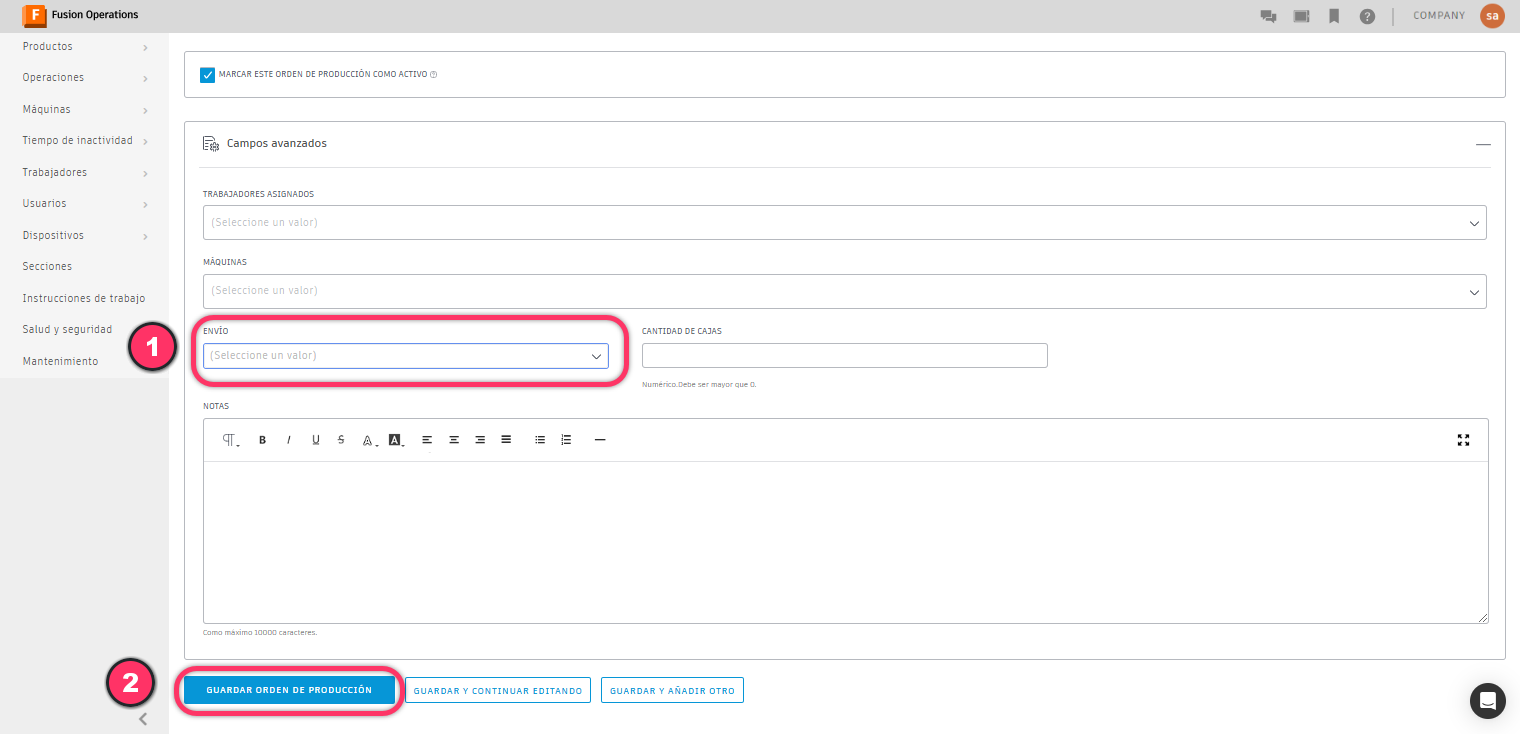 F Fusion Operations
COMPANY sa
Productos
Operaciones
Máquinas
Tiempo de inactividad
Trabajadores
Usuarios
Dispositivos
Secciones
Instrucciones de trabajo
Salud y seguridad
Mantenimiento
MARCAR ESTE ORDEN DE PRODUCCIÓN COMO ACTIVO ?
Campos avanzados
TRABAJADORES ASIGNADOS
(Seleccione un valor)
MÁQUINAS
(Seleccione un valor)
1
ENVÍO
(Seleccione un valor)
CANTIDAD DE CAJAS
Numérico.Debe ser mayor que 0.
NOTAS
B I U S A A
Como máximo 10000 caracteres.
2
GUARDAR ORDEN DE PRODUCCIÓN
GUARDAR Y CONTINUAR EDITANDO
GUARDAR Y AÑADIR OTRO